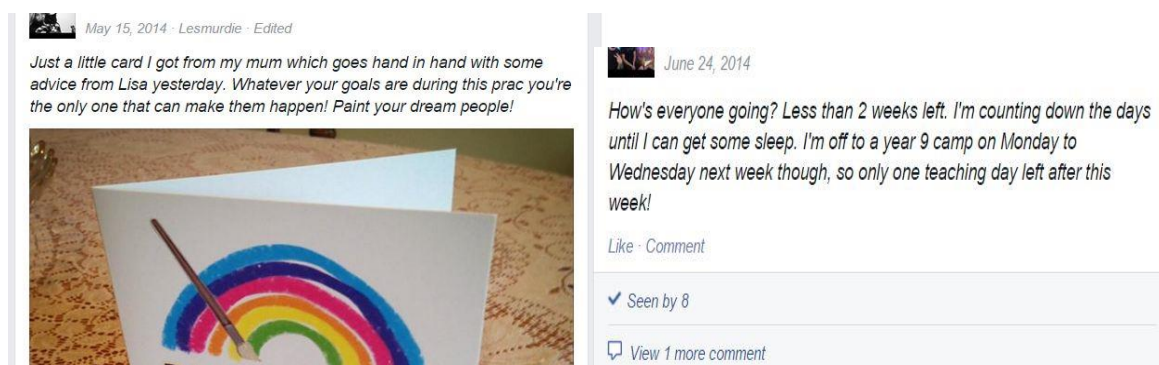 May 15, 2014 · Lesmurdie · Edited
Just a little card I got from my mum which goes hand in hand with some
advice from Lisa yesterday. Whatever your goals are during this prac you're
the only one that can make them happen! Paint your dream people!
June 24, 2014
How's everyone going? Less than 2 weeks left. I'm counting down the days
until I can get some sleep. I'm off to a year 9 camp on Monday to
Wednesday next week though, so only one teaching day left after this
week!
Like · Comment
Seen by 8
View 1 more comment